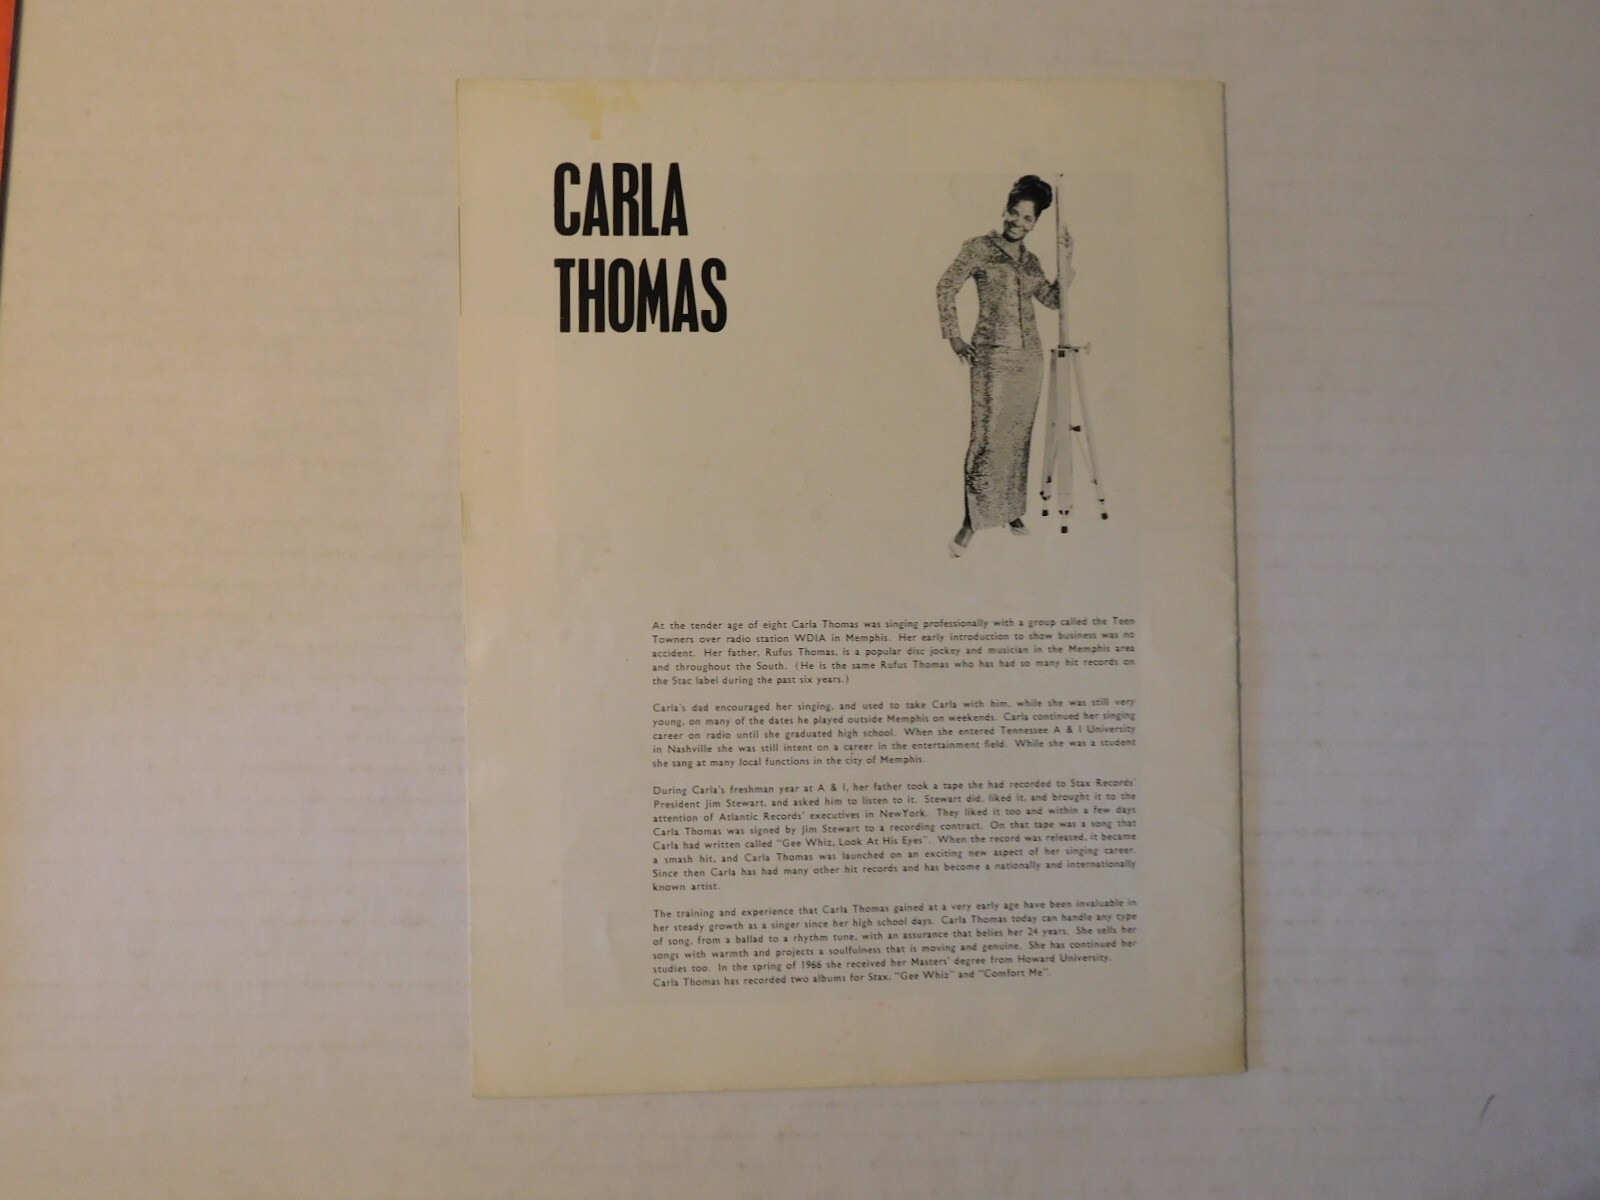 CARLA
THOMAS
At the tender age of eight Carla Thomas was singing professionally with a group called the Teen
Towners over radio station WDIA in Memphis. Her early introduction to show business was no
accident. Her father, Rufus Thomas, is a popular disc jockey and musician in the Memphis area
and throughout the South. (He is the same Rufus Thomas who has had so many hit records on
the Stac label during the past six years.)
Carla's dad encouraged her singing, and used to take Carla with him, while she was still very
young, on many of the dates he played outside Memphis on weekends. Carla continued her singing
career on radio until she graduated high school. When she entered Tennessee A & I University
in Nashville she was still intent on a career in the entertainment field. While she was a student
she sang at many local functions in the city of Memphis.
During Carla's freshman year at A & I, her father took a tape she had recorded to Stax Records'
President Jim Stewart, and asked him to listen to it. Stewart did, liked it, and brought it to the
attention of Atlantic Records' executives in NewYork. They liked it too and within a few days
Carla Thomas was signed by Jim Stewart to a recording contract. On that tape was a song that
Carla had written called "Gee Whiz, Look At His Eyes". When the record was released, it became
a smash hit, and Carla Thomas was launched on an exciting new aspect of her singing career.
Since then Carla has had many other hit records and has become a nationally and internationally
known artist.
The training and experience that Carla Thomas gained at a very early age have been invaluable in
her steady growth as a singer since her high school days. Carla Thomas today can handle any type
of song, from a ballad to a rhythm tune, with an assurance that belies her 24 years. She sells her
songs with warmth and projects a soulfulness that is moving and genuine. She has continued her
studies too. In the spring of 1966 she received her Masters' degree from Howard University.
Carla Thomas has recorded two albums for Stax, "Gee Whiz" and "Comfort Me".